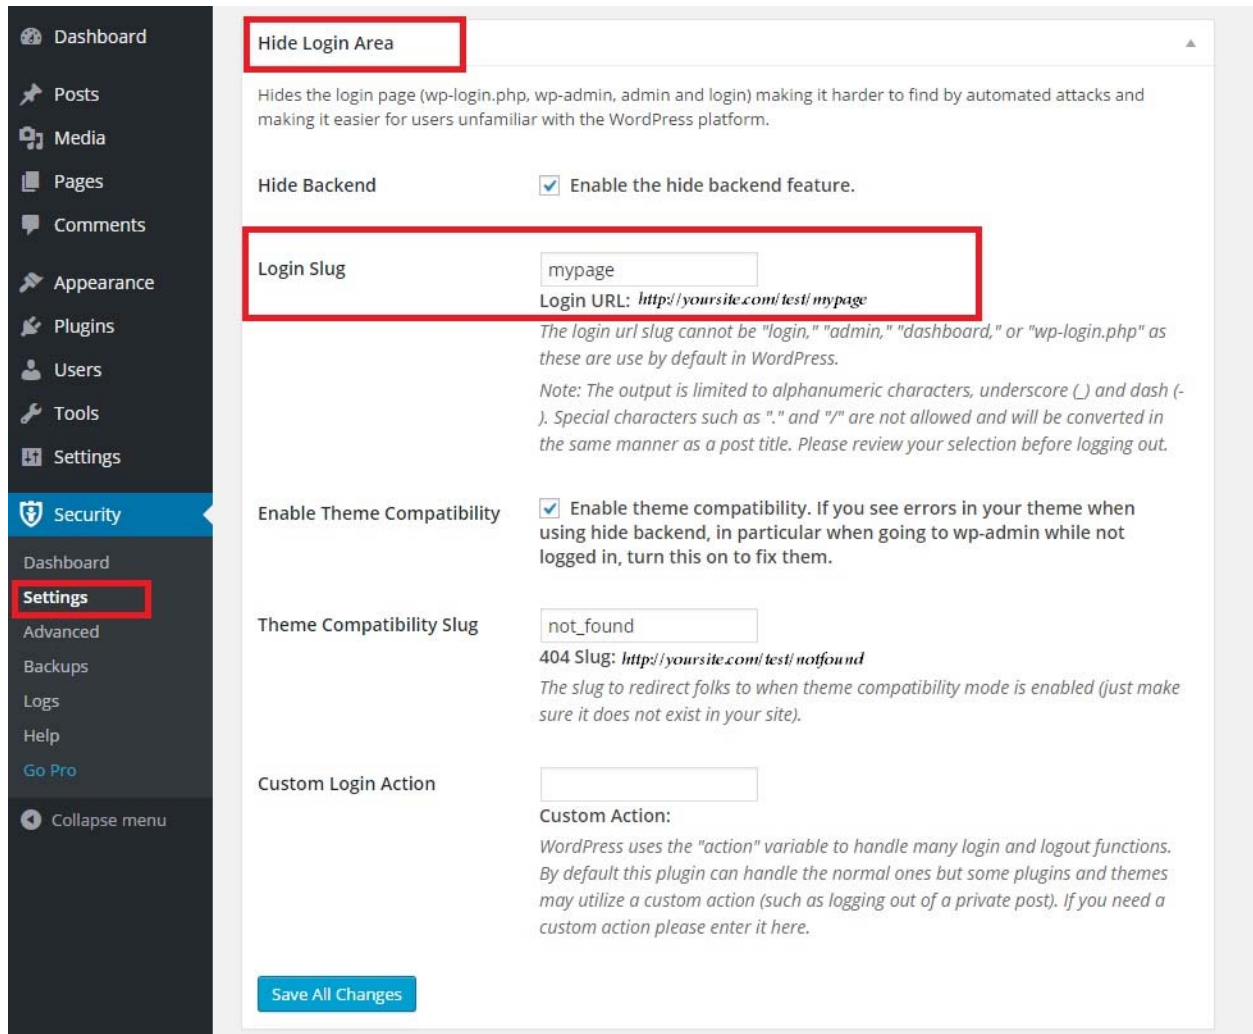 Dashboard
Posts
Media
Pages
Comments
Appearance
Plugins
Users
Tools
Settings
Security
Dashboard
Settings
Advanced
Backups
Logs
Help
Go Pro
Collapse menu
Hide Login Area
Hides the login page (wp-login.php, wp-admin, admin and login) making it harder to find by automated attacks and
making it easier for users unfamiliar with the WordPress platform.
Hide Backend
Enable the hide backend feature.
Login Slug
mypage
Login URL: http://yoursite.com/test/mypage
The login url slug cannot be "login," "admin," "dashboard," or "wp-login.php" as
these are use by default in WordPress.
Note: The output is limited to alphanumeric characters, underscore (_) and dash (-
). Special characters such as "." and "/" are not allowed and will be converted in
the same manner as a post title. Please review your selection before logging out.
Enable Theme Compatibility
Enable theme compatibility. If you see errors in your theme when
using hide backend, in particular when going to wp-admin while not
logged in, turn this on to fix them.
Theme Compatibility Slug
not_found
404 Slug: http://yoursite.com/test/notfound
The slug to redirect folks to when theme compatibility mode is enabled (just make
sure it does not exist in your site).
Custom Login Action
Custom Action:
WordPress uses the "action" variable to handle many login and logout functions.
By default this plugin can handle the normal ones but some plugins and themes
may utilize a custom action (such as logging out of a private post). If you need a
custom action please enter it here.
Save All Changes